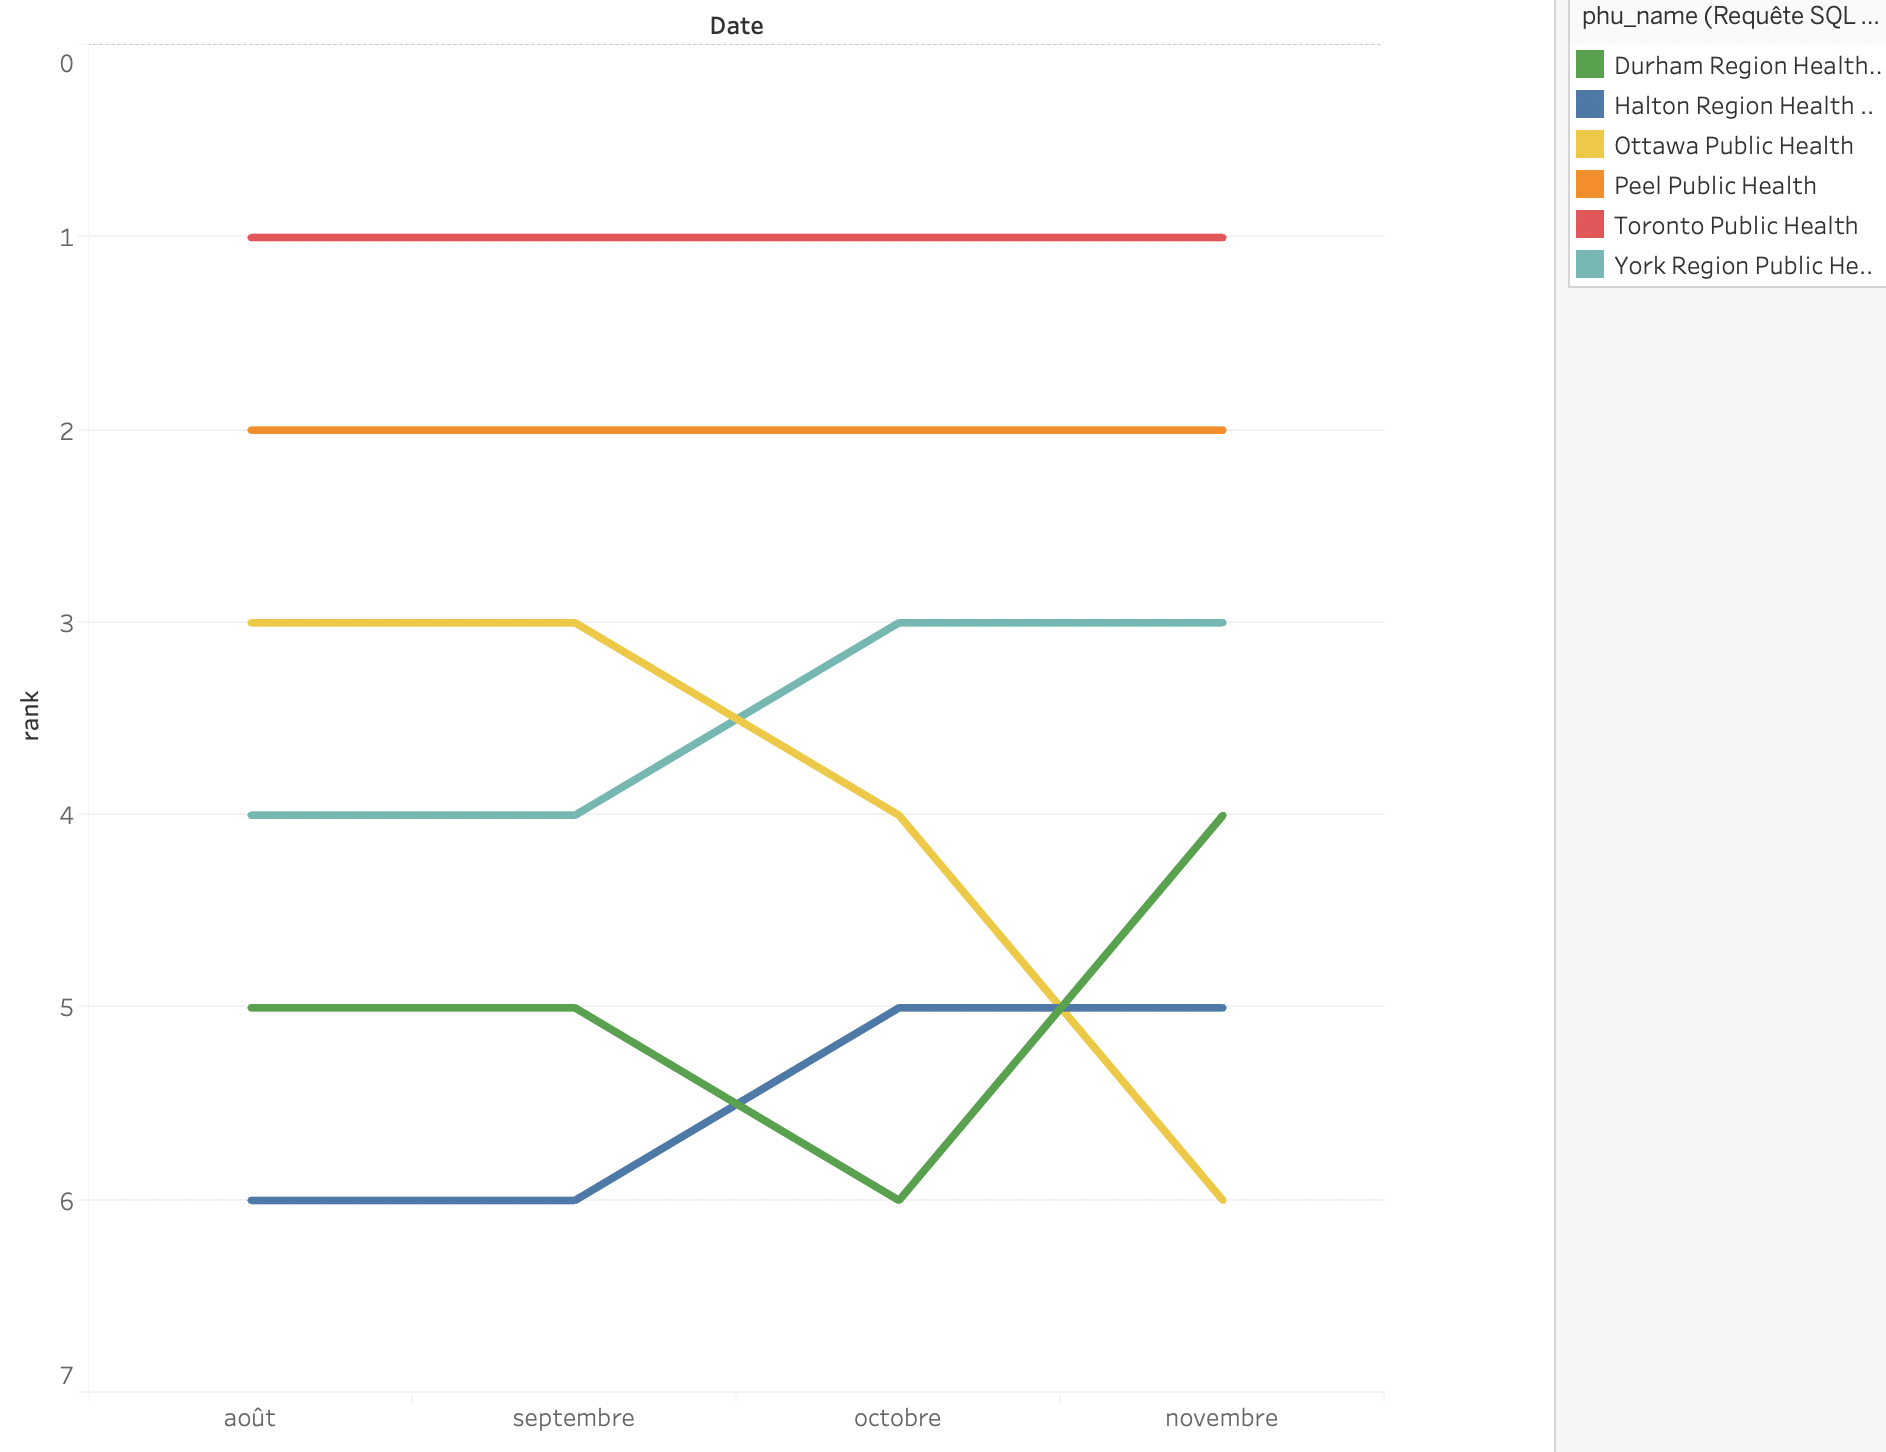 Date
0
1
2
3
4
5
6
7
rank
août septembre octobre novembre
phu_name (Requête SQL ...
Durham Region Health..
Halton Region Health ..
Ottawa Public Health
Peel Public Health
Toronto Public Health
York Region Public He..